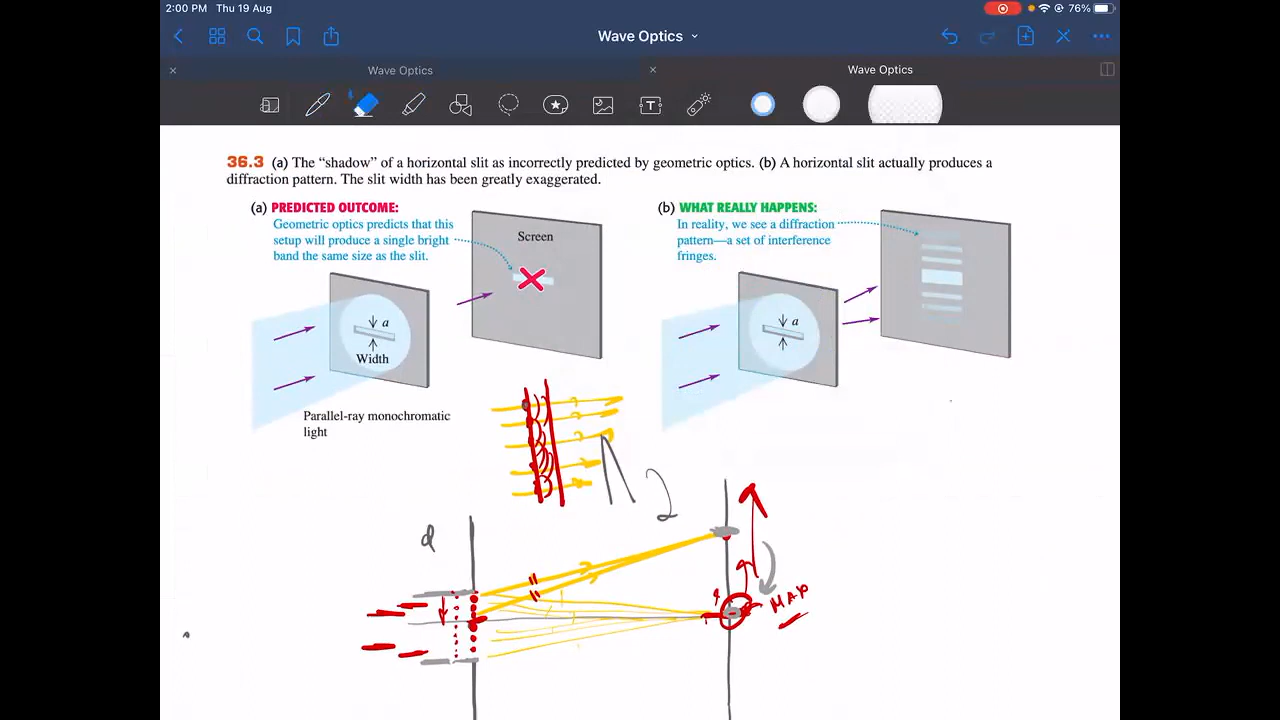 2:00 PM Thu 19 Aug
76%
Wave Optics
Wave Optics
Wave Optics
36.3 (a) The “shadow” of a horizontal slit as incorrectly predicted by geometric optics. (b) A horizontal slit actually produces a
diffraction pattern. The slit width has been greatly exaggerated.
(a) PREDICTED OUTCOME:
Geometric optics predicts that this
setup will produce a single bright
band the same size as the slit.
Screen
a
Width
Parallel-ray monochromatic
light
(b) WHAT REALLY HAPPENS:
In reality, we see a diffraction
pattern—a set of interference
fringes.
a
d
MAX